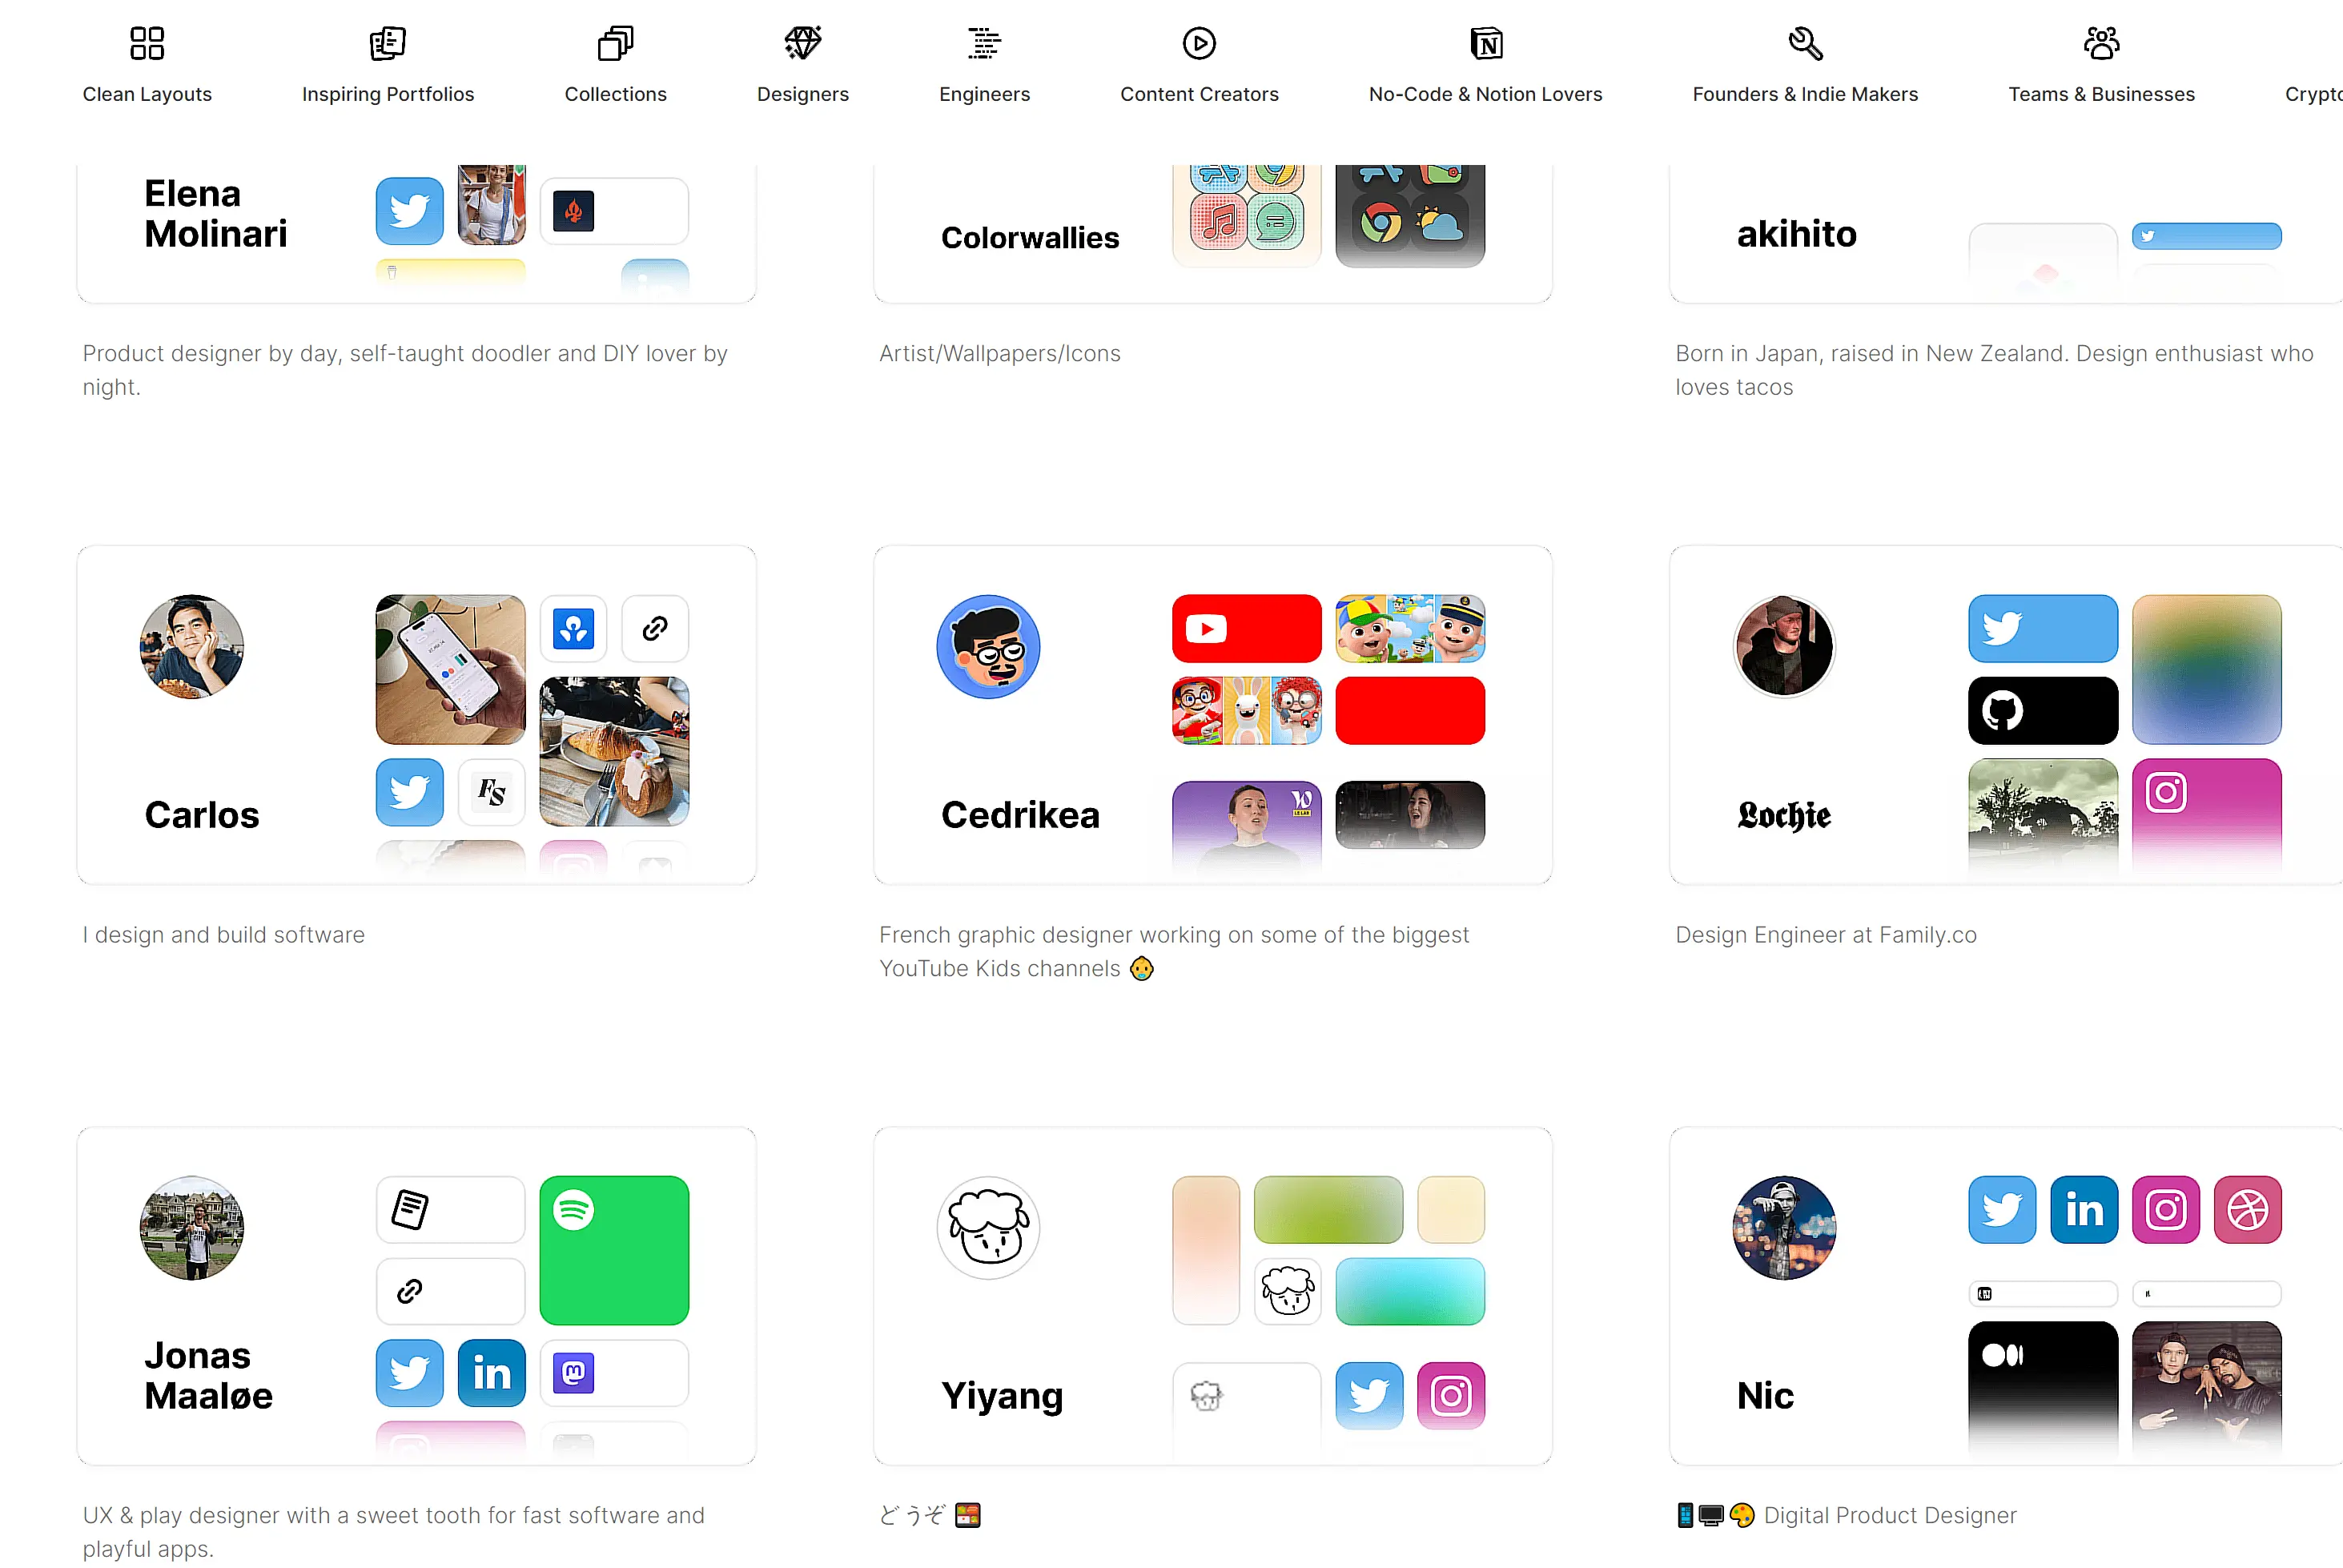 Clean Layouts
Inspiring Portfolios
Collections
Designers
Engineers
Content Creators
No-Code & Notion Lovers
Founders & Indie Makers
Teams & Businesses
Crypto
Elena
Molinari
Product designer by day, self-taught doodler and DIY lover by
night.
Colorwallies
Artist/Wallpapers/Icons
akihito
Born in Japan, raised in New Zealand. Design enthusiast who
loves tacos
Carlos
FS
I design and build software
Cedrikea
French graphic designer working on some of the biggest
YouTube Kids channels 👶
Lochie
Design Engineer at Family.co
Jonas
Maaløe
in
UX & play designer with a sweet tooth for fast software and
playful apps.
Yiyang
どうぞ 🍱
Nic
in
📱🖥️🎨 Digital Product Designer